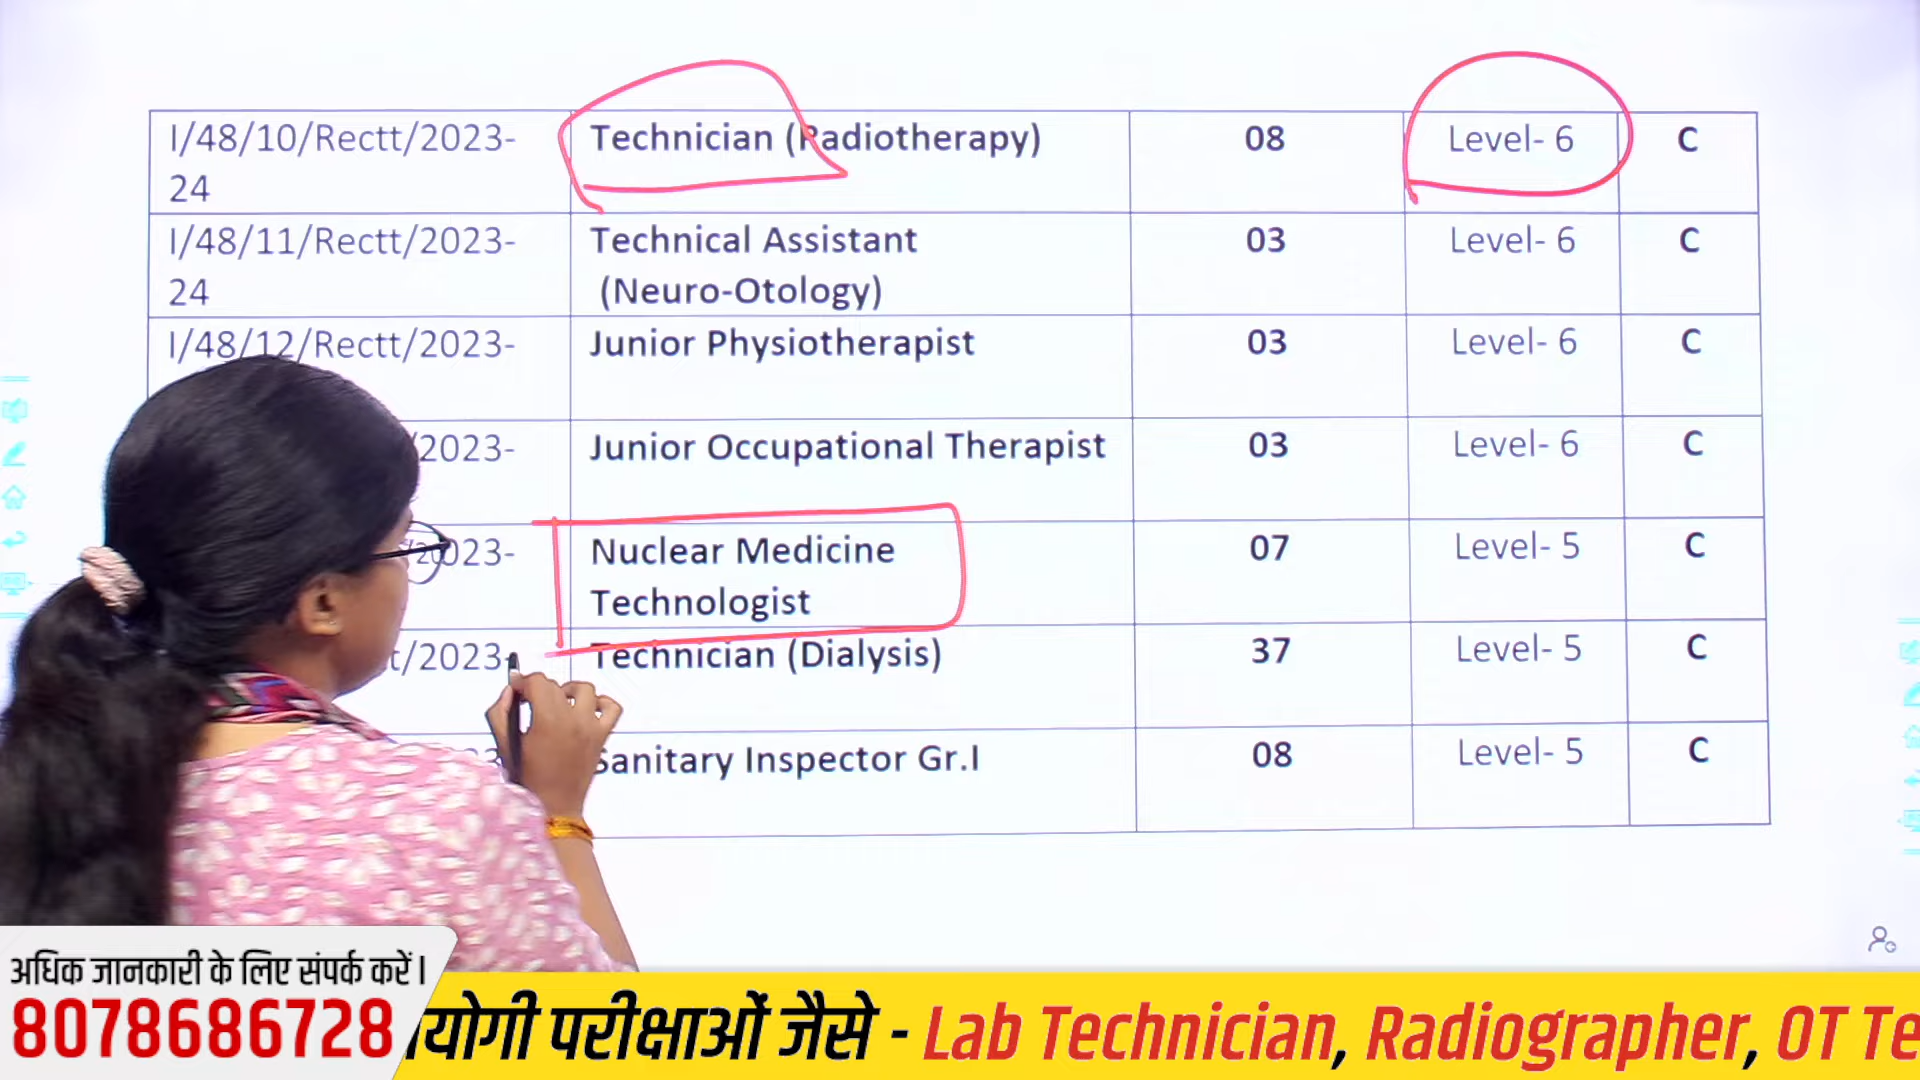 I/48/10/Rectt/2023-24 Technician (Radiotherapy) 08 Level- 6 C
I/48/11/Rectt/2023-24 Technical Assistant (Neuro-Otology) 03 Level- 6 C
I/48/12/Rectt/2023- Junior Physiotherapist 03 Level- 6 C
2023- Junior Occupational Therapist 03 Level- 6 C
2023- Nuclear Medicine Technologist 07 Level- 5 C
/2023- Technician (Dialysis) 37 Level- 5 C
Sanitary Inspector Gr.I 08 Level- 5 C
अधिक जानकारी के लिए संपर्क करें।
8078686728
योगी परीक्षाओं जैसे - Lab Technician, Radiographer, OT Te